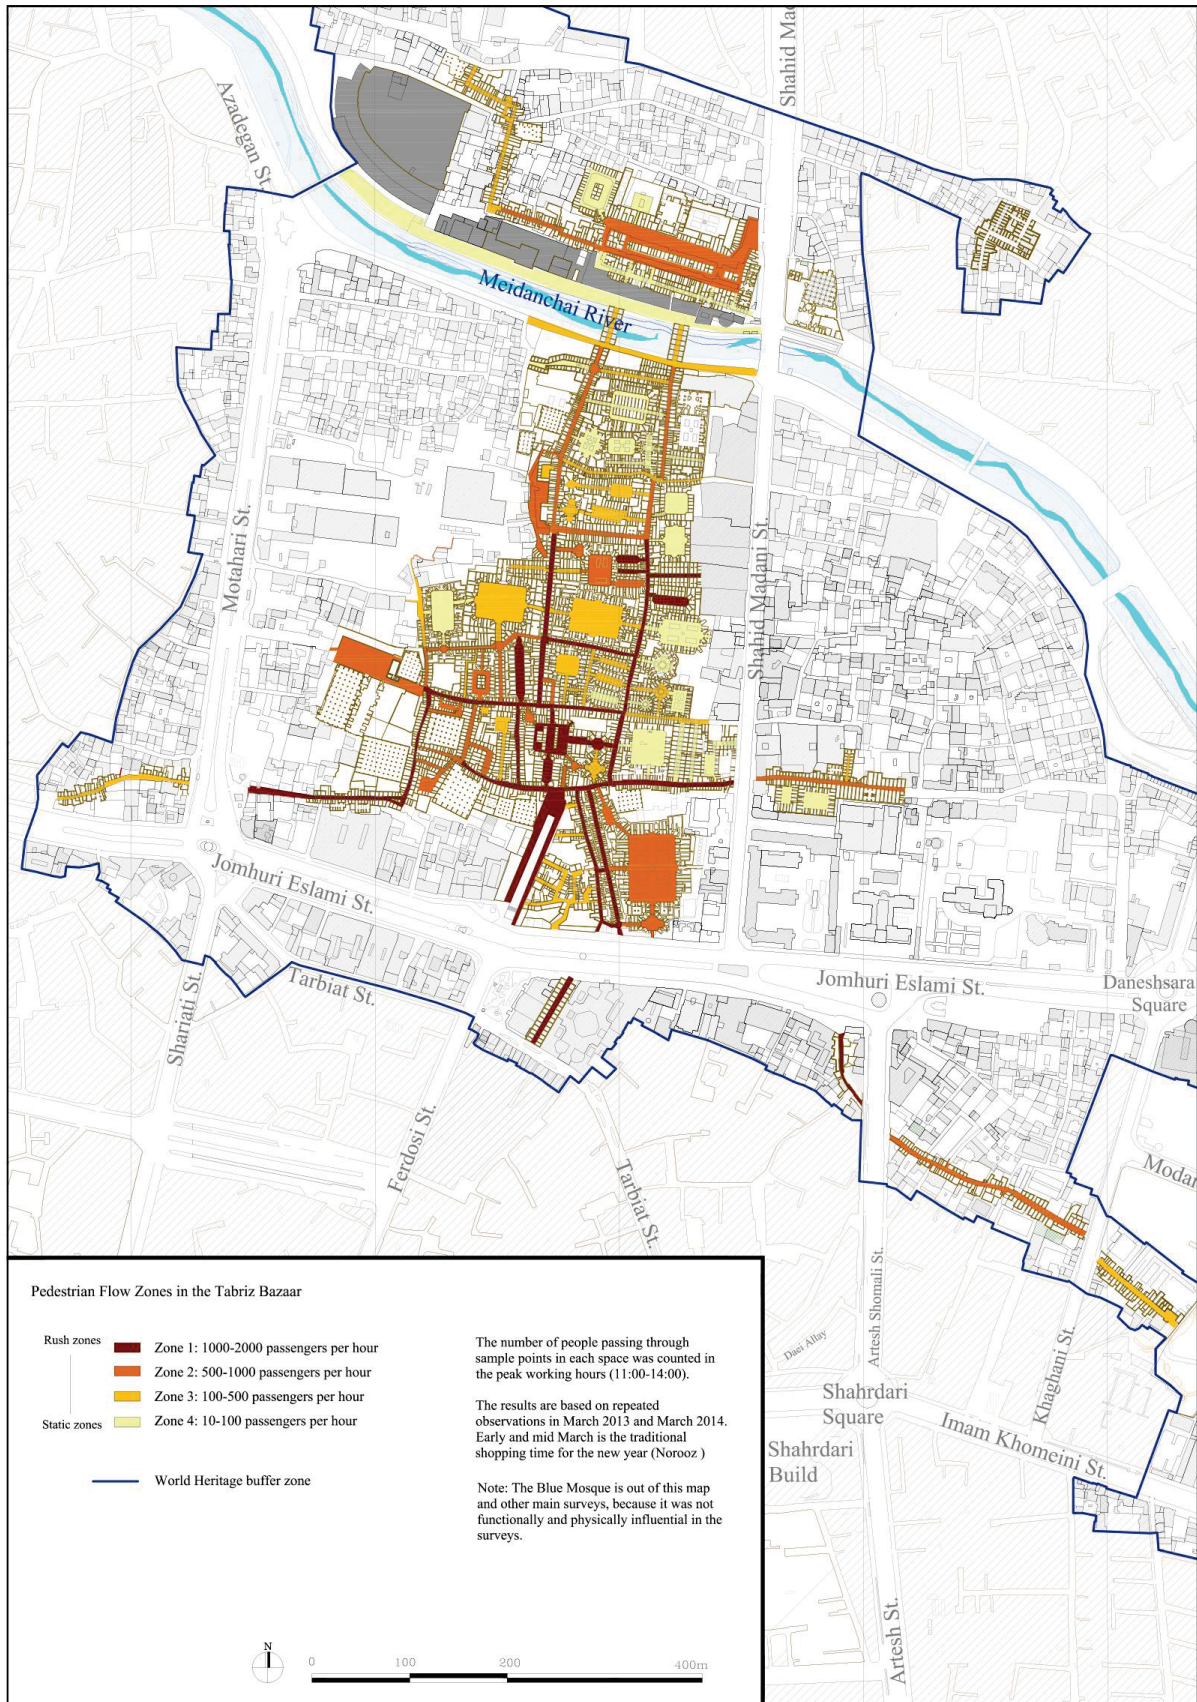 Shahid Mad
Azadegan St.
Meidanchai River
Motahari St.
Shahid Madani St.
Jomhuri Eslami St.
Jomhuri Eslami St.
Daneshsara
Square
Tarbiat St.
Shariati St.
Ferdosi St.
Tarbiat St.
Modar
Artesh Shomali St.
Daei Allay
Khaghani St.
Shahrdari
Square
Imam Khomeini St.
Shahrdari
Build
Artesh St.
Pedestrian Flow Zones in the Tabriz Bazaar
Rush zones
Zone 1: 1000-2000 passengers per hour
Zone 2: 500-1000 passengers per hour
Zone 3: 100-500 passengers per hour
Static zones
Zone 4: 10-100 passengers per hour
World Heritage buffer zone
The number of people passing through
sample points in each space was counted in
the peak working hours (11:00-14:00).
The results are based on repeated
observations in March 2013 and March 2014.
Early and mid March is the traditional
shopping time for the new year (Norooz )
Note: The Blue Mosque is out of this map
and other main surveys, because it was not
functionally and physically influential in the
surveys.
N
0 100 200 400m